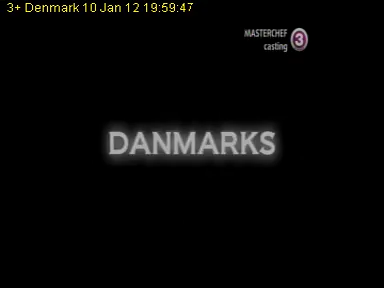 3+ Denmark 10 Jan 12 19:59:47
MASTERCHEF
casting
3
DANMARKS